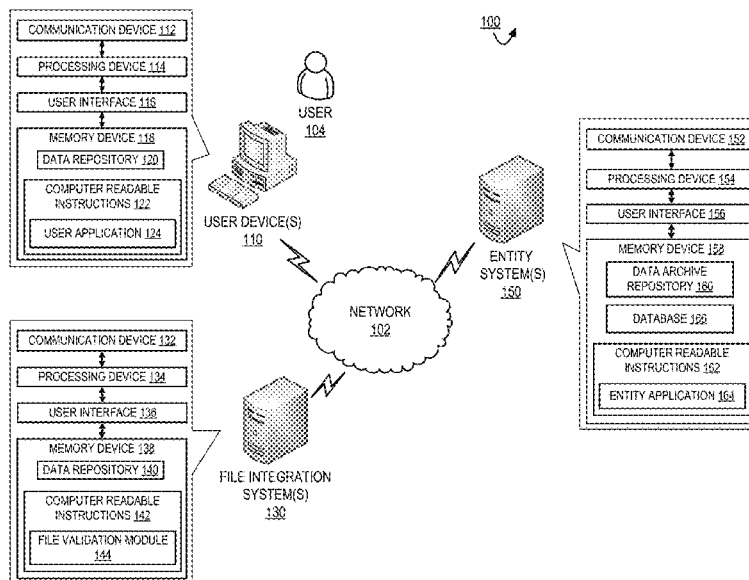 COMMUNICATION DEVICE 112
PROCESSING DEVICE 114
USER INTERFACE 116
MEMORY DEVICE 118
DATA REPOSITORY 120
COMPUTER READABLE
INSTRUCTIONS 122
USER APPLICATION 124
USER
104
USER DEVICE(S)
110
100
COMMUNICATION DEVICE 152
PROCESSING DEVICE 154
USER INTERFACE 156
MEMORY DEVICE 158
DATA ARCHIVE
REPOSITORY 160
DATABASE 166
COMPUTER READABLE
INSTRUCTIONS 162
ENTITY APPLICATION 164
ENTITY
SYSTEM(S)
150
NETWORK
102
COMMUNICATION DEVICE 132
PROCESSING DEVICE 134
USER INTERFACE 136
MEMORY DEVICE 138
DATA REPOSITORY 140
COMPUTER READABLE
INSTRUCTIONS 142
FILE VALIDATION MODULE
144
FILE INTEGRATION
SYSTEM(S)
130